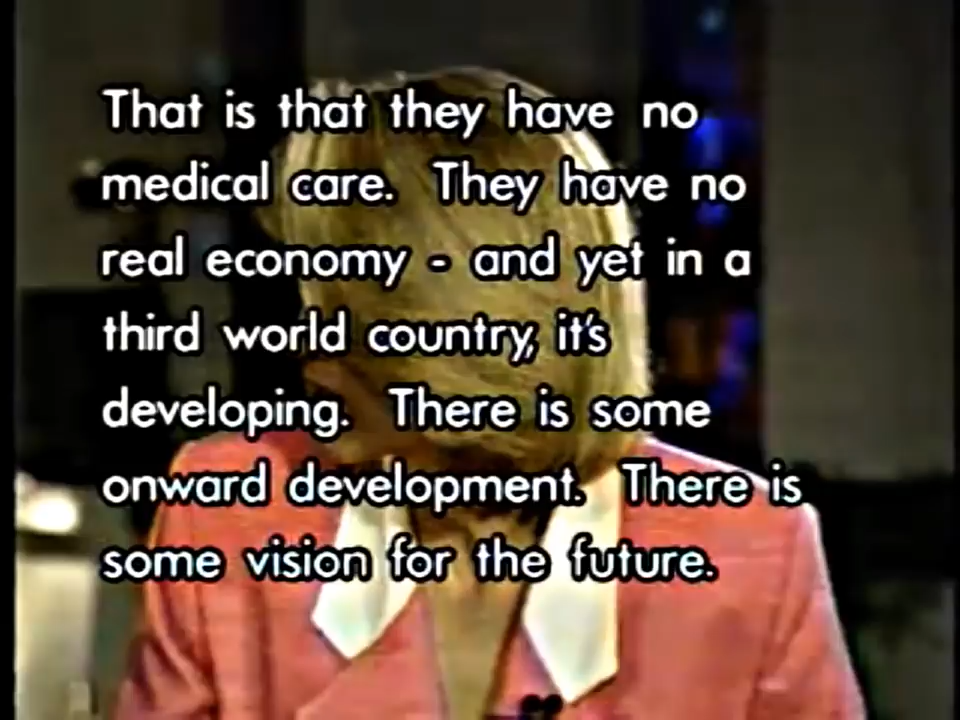 That is that they have no
medical care. They have no
real economy - and yet in a
third world country, it's
developing. There is some
onward development. There is
some vision for the future.